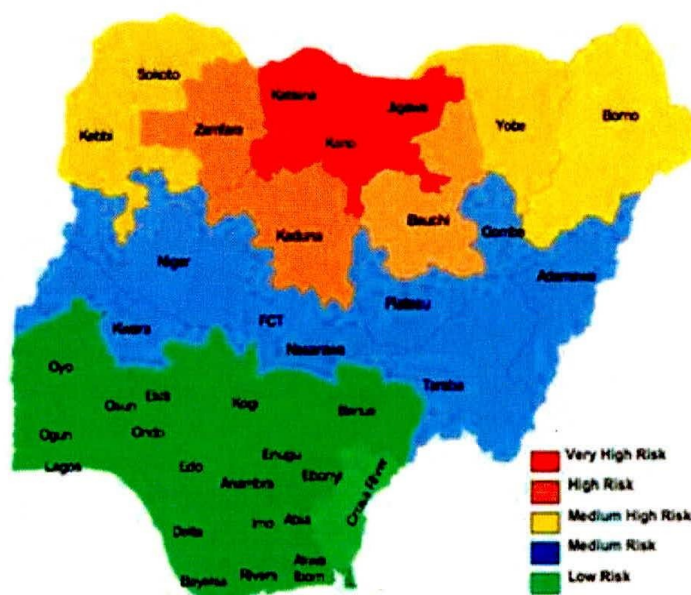 Sokoto
Katsina
Jigawa
Zamfara
Kebbi
Kano
Yobe
Borno
Bauchi
Kaduna
Gombe
Niger
Adamawa
Plateau
FCT
Kwara
Nasarawa
Taraba
Oyo
Ekiti
Osun
Kogi
Benue
Ogun
Ondo
Lagos
Edo
Enugu
Anambra
Ebonyi
Cross River
Imo
Abia
Delta
Akwa
Ibom
Rivers
Bayelsa
Very High Risk
High Risk
Medium High Risk
Medium Risk
Low Risk